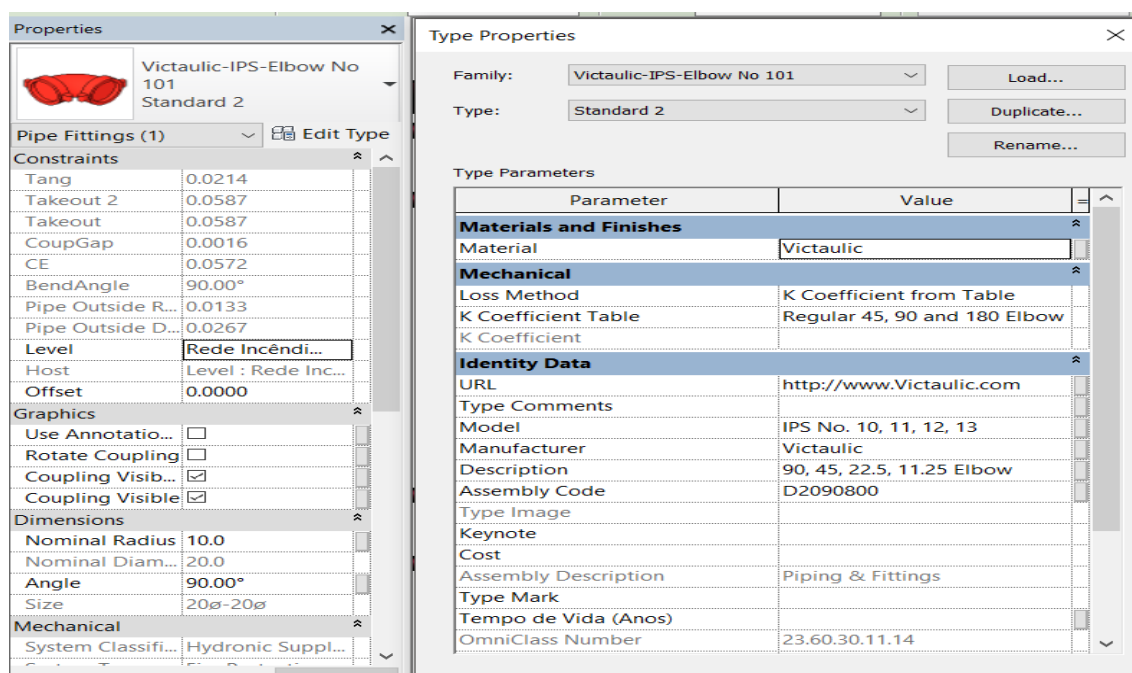 Properties
Victaulic-IPS-Elbow No
101
Standard 2
Pipe Fittings (1)
Edit Type
Constraints
Tang 0.0214
Takeout 2 0.0587
Takeout 0.0587
CoupGap 0.0016
CE 0.0572
BendAngle 90.00°
Pipe Outside R... 0.0133
Pipe Outside D... 0.0267
Level Rede Incêndi...
Host Level : Rede Inc...
Offset 0.0000
Graphics
Use Annotatio...
Rotate Coupling
Coupling Visib...
Coupling Visible
Dimensions
Nominal Radius 10.0
Nominal Diam... 20.0
Angle 90.00°
Size 20ø-20ø
Mechanical
System Classifi... Hydronic Suppl...
Type Properties
Family: Victaulic-IPS-Elbow No 101 Load...
Type: Standard 2 Duplicate...
Rename...
Type Parameters
Parameter Value =
Materials and Finishes
Material Victaulic
Mechanical
Loss Method K Coefficient from Table
K Coefficient Table Regular 45, 90 and 180 Elbow
K Coefficient
Identity Data
URL http://www.Victaulic.com
Type Comments
Model IPS No. 10, 11, 12, 13
Manufacturer Victaulic
Description 90, 45, 22.5, 11.25 Elbow
Assembly Code D2090800
Type Image
Keynote
Cost
Assembly Description Piping & Fittings
Type Mark
Tempo de Vida (Anos)
OmniClass Number 23.60.30.11.14